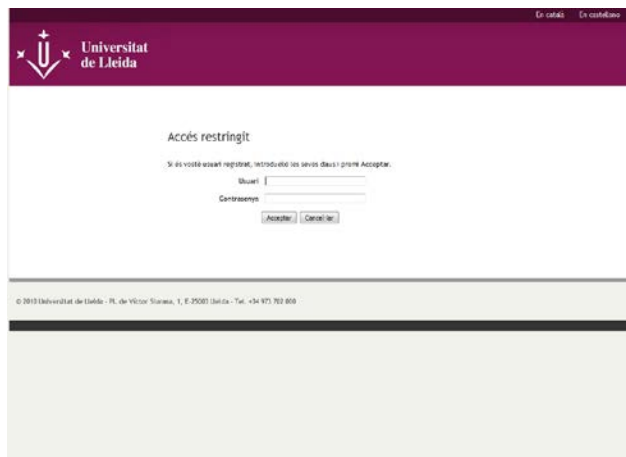 En català En castellano
Universitat
de Lleida
Accés restringit
Si és vostè usuari registrat, introdueixi les seves claus i premi Acceptar.
Usuari
Contrasenya
Acceptar Cancel·lar
© 2013 Universitat de Lleida - Pl. de Víctor Siurana, 1, E-25003 Lleida - Tel. +34 973 702 000